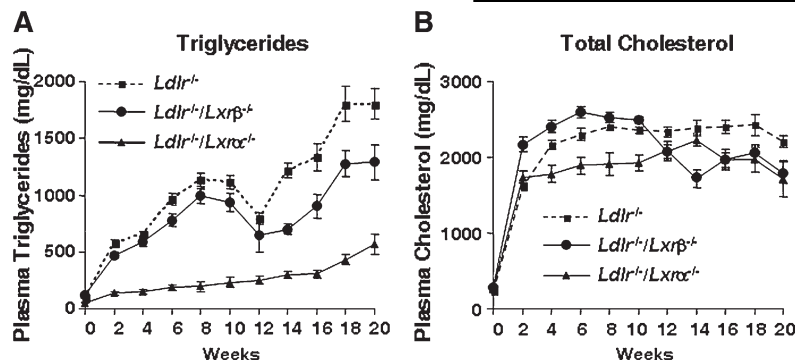 A
Triglycerides
Plasma Triglycerides (mg/dL)
2000
1500
1000
500
0
Ldlr-/-
Ldlr-/-/Lxrβ-/-
Ldlr-/-/Lxrα-/-
0 2 4 6 8 10 12 14 16 18 20
Weeks
B
Total Cholesterol
Plasma Cholesterol (mg/dL)
3000
2000
1000
0
Ldlr-/-
Ldlr-/-/Lxrβ-/-
Ldlr-/-/Lxrα-/-
0 2 4 6 8 10 12 14 16 18 20
Weeks